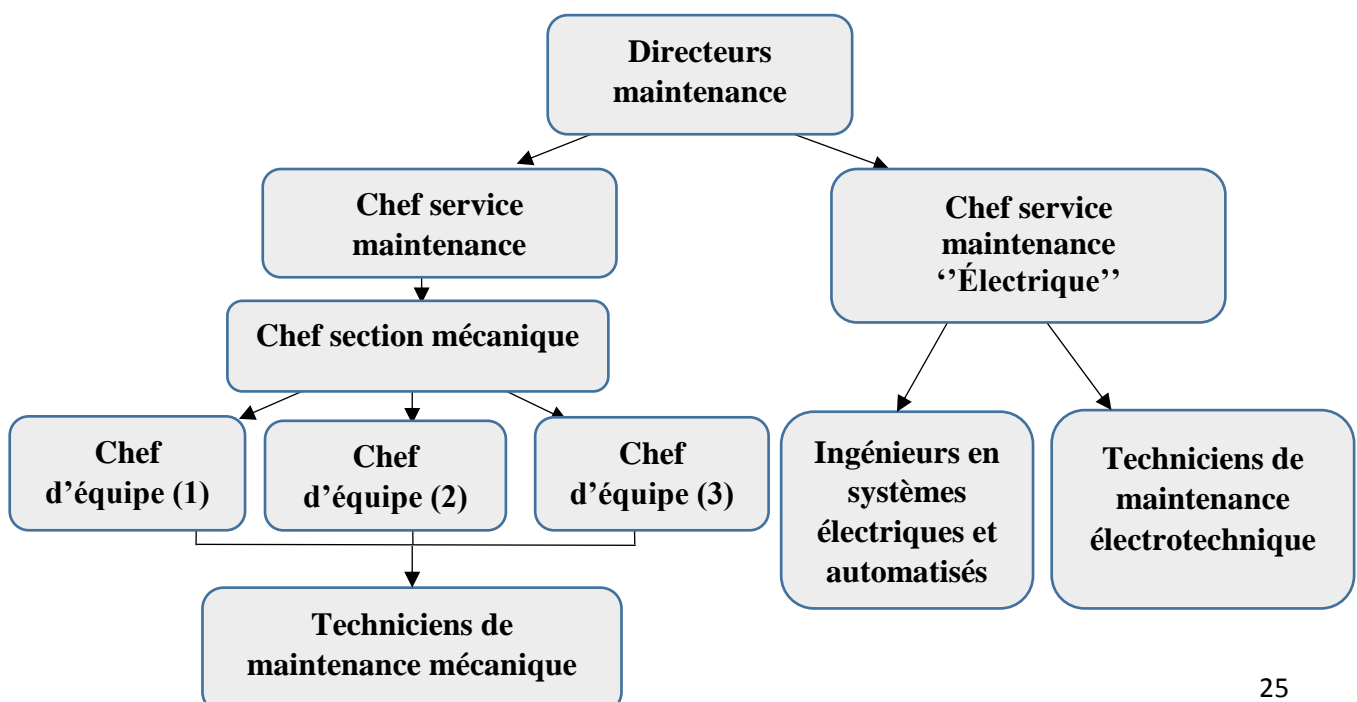 Directeurs
maintenance
Chef service
maintenance
Chef service
maintenance
‘’Électrique’’
Chef section mécanique
Chef
d’équipe (1)
Chef
d’équipe (2)
Chef
d’équipe (3)
Ingénieurs en
systèmes
électriques et
automatisés
Techniciens de
maintenance
électrotechnique
Techniciens de
maintenance mécanique
25